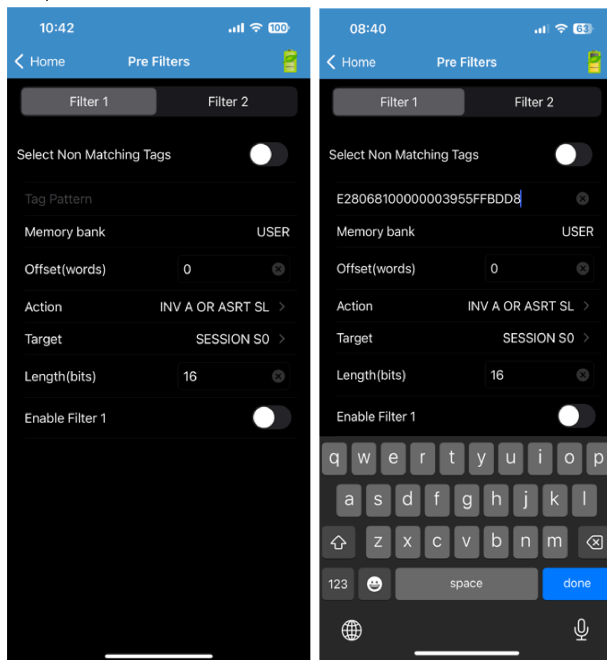 10:42
100
Home
Pre Filters
Filter 1
Filter 2
Select Non Matching Tags
Tag Pattern
Memory bank
USER
Offset(words)
0
Action
INV A OR ASRT SL
Target
SESSION S0
Length(bits)
16
Enable Filter 1
08:40
63
Home
Pre Filters
Filter 1
Filter 2
Select Non Matching Tags
E28068100000003955FFBDD8
Memory bank
USER
Offset(words)
0
Action
INV A OR ASRT SL
Target
SESSION S0
Length(bits)
16
Enable Filter 1
q w e r t y u i o p
a s d f g h j k l
z x c v b n m
123
space
done